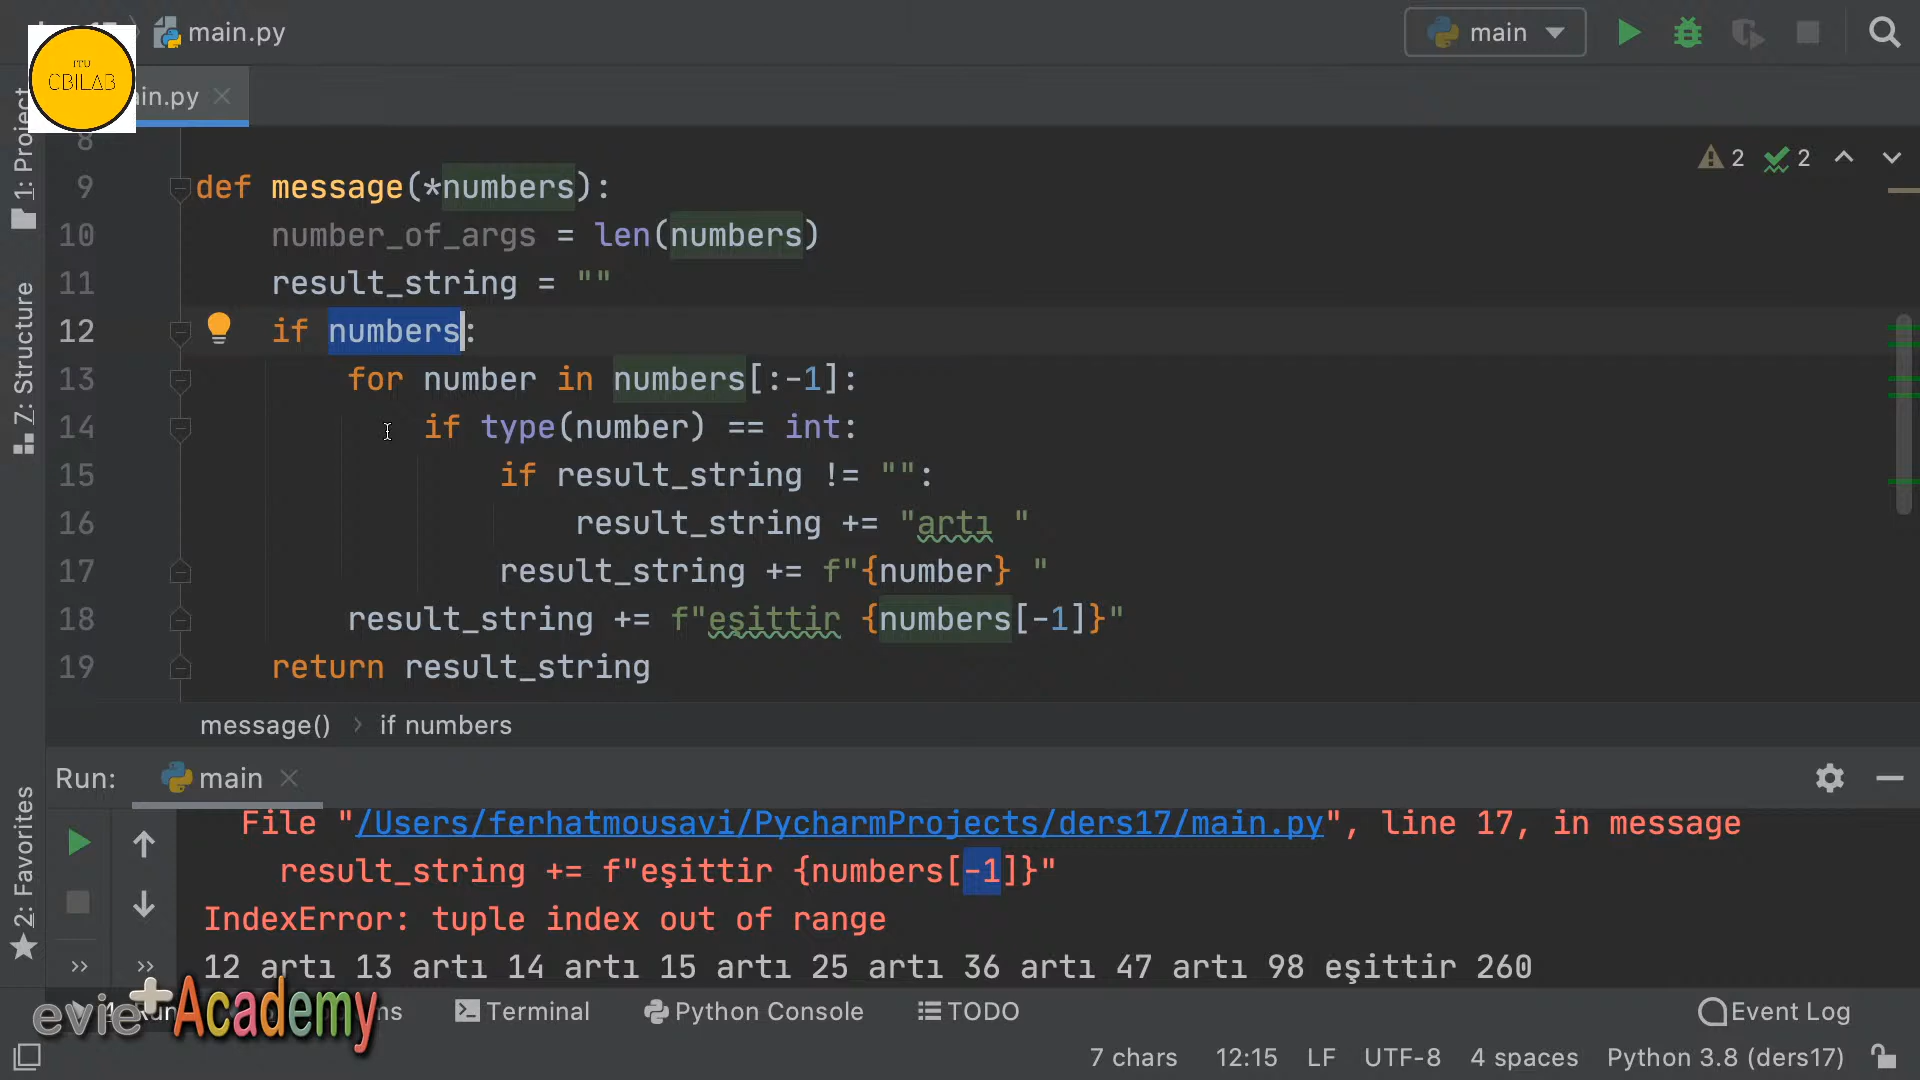 main.py
main
ITU
CBILAB
in.py
1: Project
2
2
8
9 def message(*numbers):
10 number_of_args = len(numbers)
11 result_string = ""
12 if numbers:
13 for number in numbers[:-1]:
14 if type(number) == int:
15 if result_string != "":
16 result_string += "artı "
17 result_string += f"{number} "
18 result_string += f"eşittir {numbers[-1]}"
19 return result_string
7: Structure
message() › if numbers
Run: main
2: Favorites
File "/Users/ferhatmousavi/PycharmProjects/ders17/main.py", line 17, in message
result_string += f"eşittir {numbers[-1]}"
IndexError: tuple index out of range
12 artı 13 artı 14 artı 15 artı 25 artı 36 artı 47 artı 98 eşittir 260
evie+Academy
Terminal
Python Console
TODO
Event Log
7 chars 12:15 LF UTF-8 4 spaces Python 3.8 (ders17)